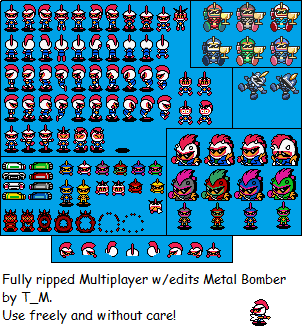 Fully ripped Multiplayer w/edits Metal Bomber
by T_M.
Use freely and without care!